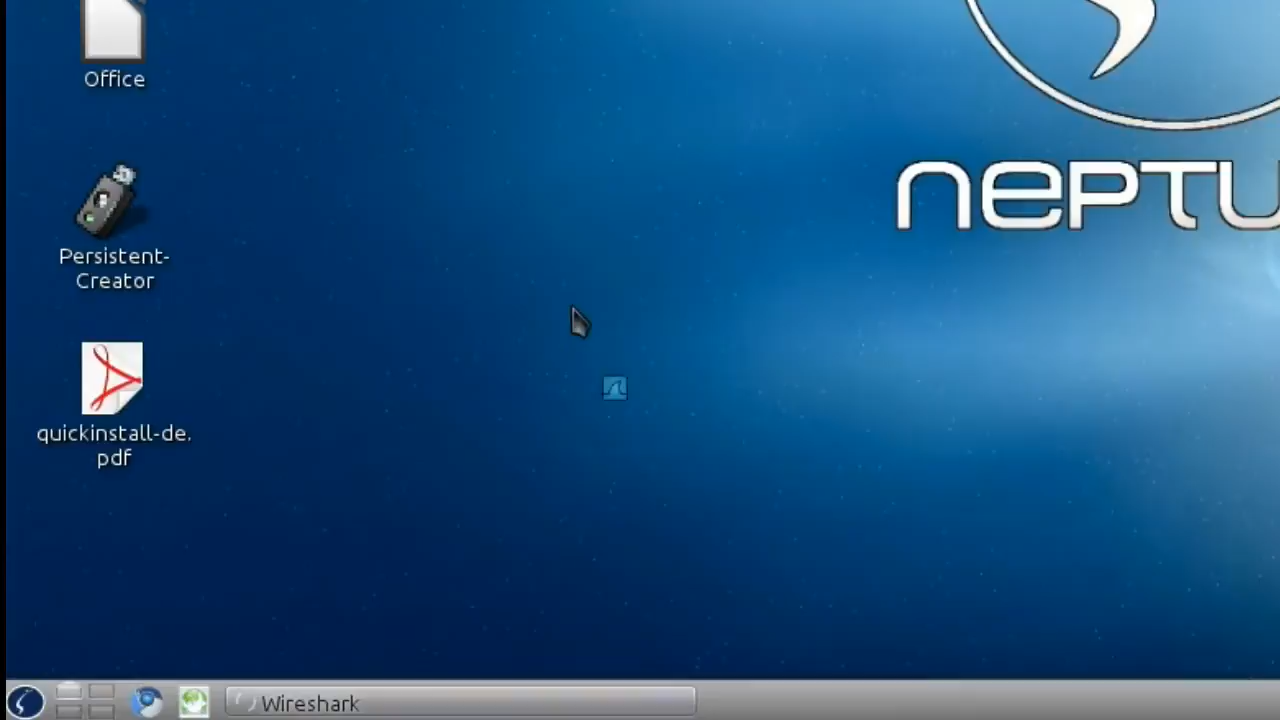 Office
NEPTU
Persistent-
Creator
quickinstall-de.
pdf
Wireshark